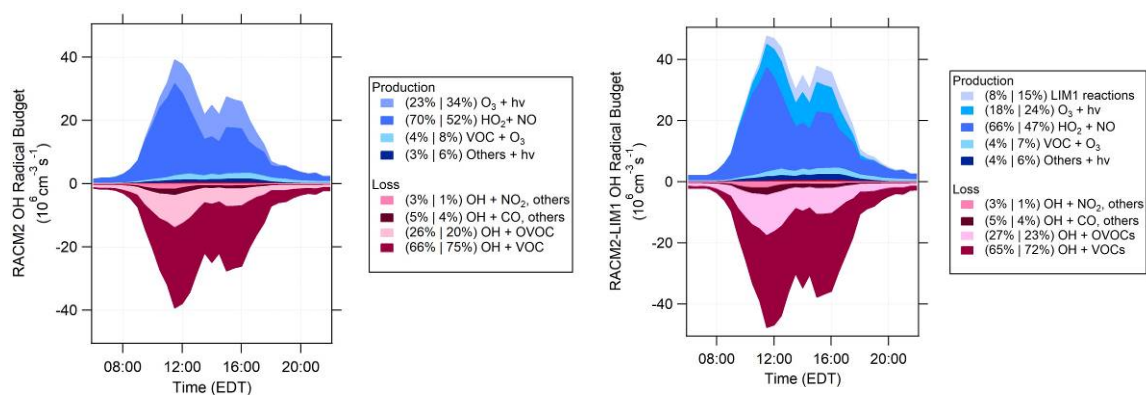 RACM2 OH Radical Budget
(10⁶ cm⁻³ s⁻¹)
40
20
0
-20
-40
08:00
12:00
16:00
20:00
Time (EDT)
Production
(23% | 34%) O₃ + hv
(70% | 52%) HO₂+ NO
(4% | 8%) VOC + O₃
(3% | 6%) Others + hv
Loss
(3% | 1%) OH + NO₂, others
(5% | 4%) OH + CO, others
(26% | 20%) OH + OVOC
(66% | 75%) OH + VOC
RACM2-LIM1 OH Radical Budget
(10⁶ cm⁻³ s⁻¹)
40
20
0
-20
-40
08:00
12:00
16:00
20:00
Time (EDT)
Production
(8% | 15%) LIM1 reactions
(18% | 24%) O₃ + hv
(66% | 47%) HO₂ + NO
(4% | 7%) VOC + O₃
(4% | 6%) Others + hv
Loss
(3% | 1%) OH + NO₂, others
(5% | 4%) OH + CO, others
(27% | 23%) OH + OVOCs
(65% | 72%) OH + VOCs